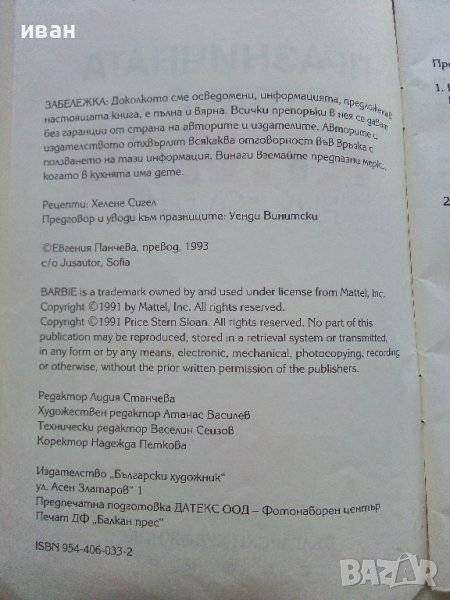 иван
ПРАЗНИЧНАТА
ЗАБЕЛЕЖКА: Доколкото сме осведомени, информацията, предложена
настоящата книга, е пълна и вярна. Всички препоръки в нея се дават
без гаранции от страна на авторите и издателите. Авторите и
издателството отхвърлят всякаква отговорност във връзка с
ползването на тази информация. Винаги вземайте предпазни мерки,
когато в кухнята има дете.
Рецепти: Хелене Сигел
Предговор и уводи към празниците: Уенди Винитски
©Евгения Панчева, превод, 1993
c/o Jusautor, Sofia
BARBIE is a trademark owned by and used under license from Mattel, Inc.
Copyright ©1991 by Mattel, Inc. All rights reserved.
Copyright ©1991 Price Stern Sloan. All rights reserved. No part of this
publication may be reproduced, stored in a retrieval system or transmitted,
in any form or by any means, electronic, mechanical, photocopying, recording
or otherwise, without the prior written permission of the publishers.
Редактор Лидия Станчева
Художествен редактор Атанас Василев
Технически редактор Веселин Сеизов
Коректор Надежда Петкова
Издателство „Български художник“
ул. Асен Златаров" 1
Предпечатна подготовка ДАТЕКС ООД – Фотонаборен център
Печат ДФ „Балкан прес“
ISBN 954-406-033-2
Пре
1.
2
BAZAR
.bg